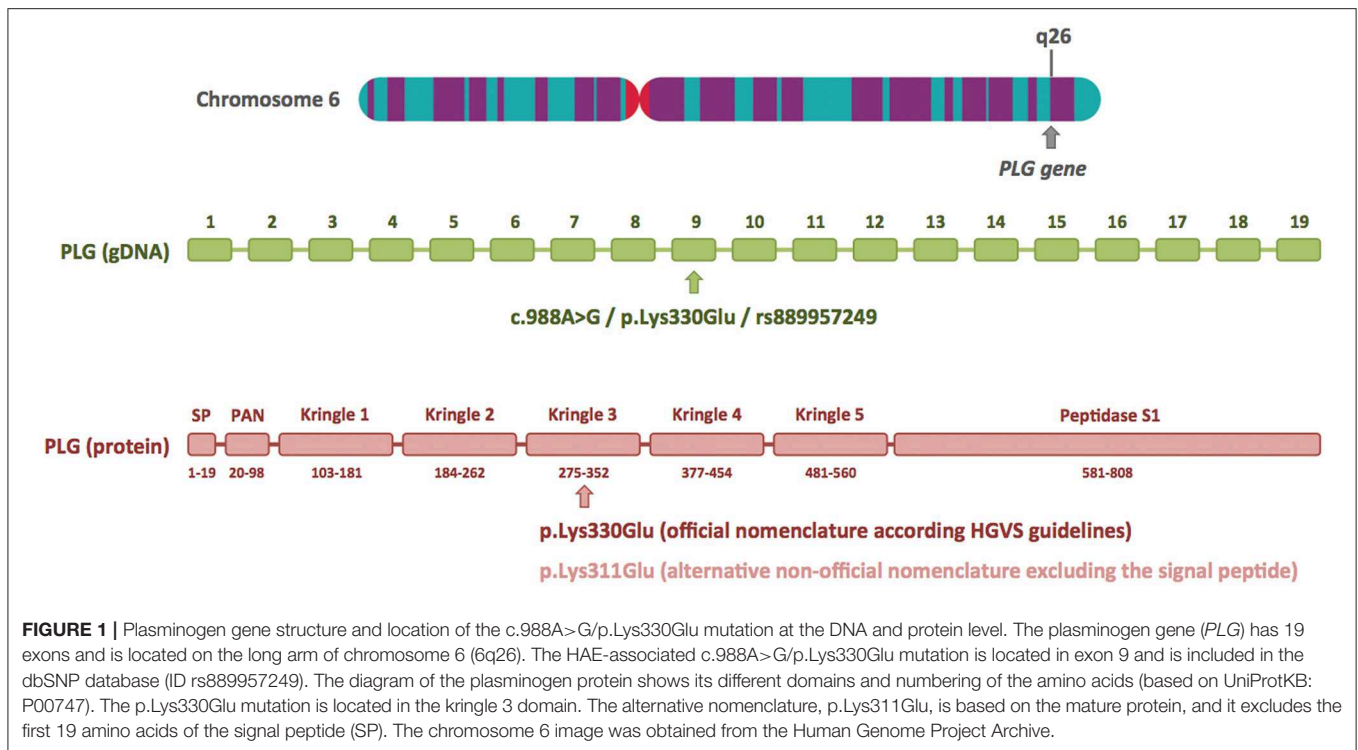 q26
Chromosome 6
PLG gene
1 2 3 4 5 6 7 8 9 10 11 12 13 14 15 16 17 18 19
PLG (gDNA)
c.988A>G / p.Lys330Glu / rs889957249
SP PAN Kringle 1 Kringle 2 Kringle 3 Kringle 4 Kringle 5 Peptidase S1
PLG (protein)
1-19 20-98 103-181 184-262 275-352 377-454 481-560 581-808
p.Lys330Glu (official nomenclature according HGVS guidelines)
p.Lys311Glu (alternative non-official nomenclature excluding the signal peptide)
FIGURE 1 | Plasminogen gene structure and location of the c.988A>G/p.Lys330Glu mutation at the DNA and protein level. The plasminogen gene (PLG) has 19
exons and is located on the long arm of chromosome 6 (6q26). The HAE-associated c.988A>G/p.Lys330Glu mutation is located in exon 9 and is included in the
dbSNP database (ID rs889957249). The diagram of the plasminogen protein shows its different domains and numbering of the amino acids (based on UniProtKB:
P00747). The p.Lys330Glu mutation is located in the kringle 3 domain. The alternative nomenclature, p.Lys311Glu, is based on the mature protein, and it excludes the
first 19 amino acids of the signal peptide (SP). The chromosome 6 image was obtained from the Human Genome Project Archive.